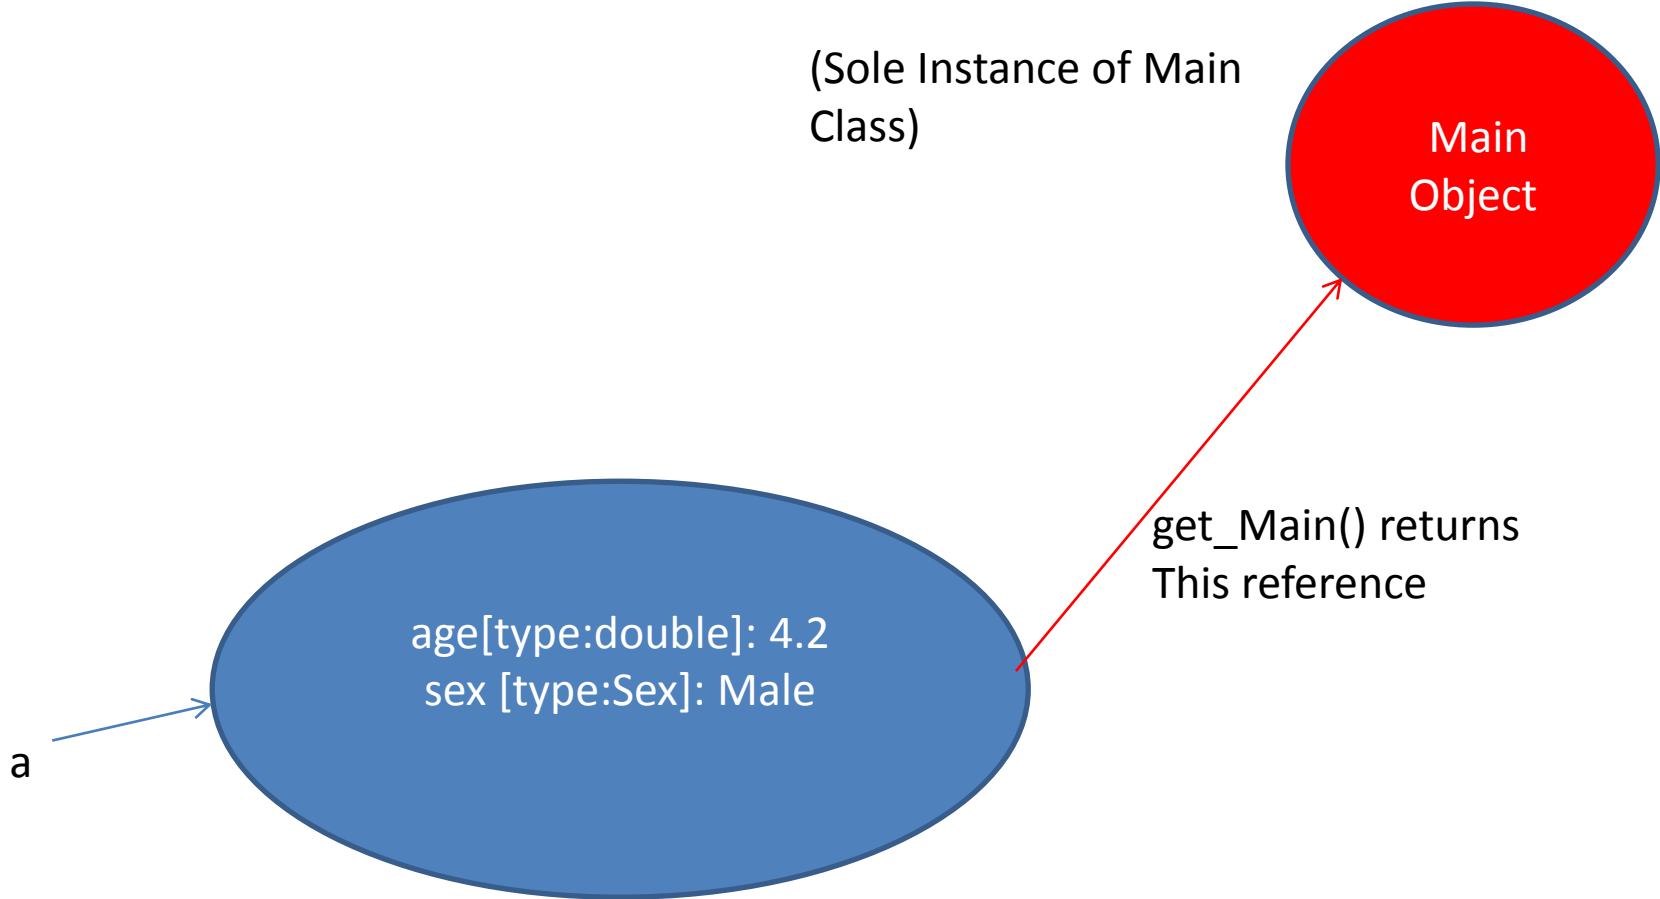 (Sole Instance of Main
Class)
Main
Object
get_Main() returns
This reference
age[type:double]: 4.2
sex [type:Sex]: Male
a